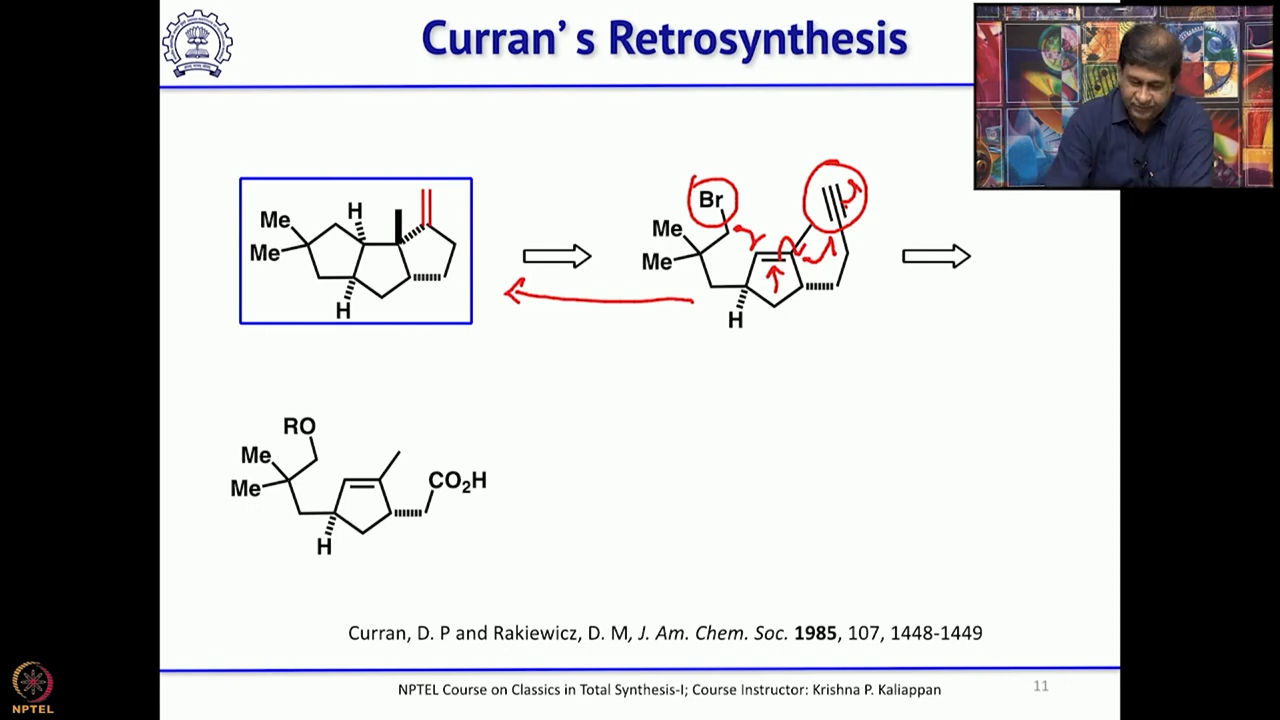 Curran's Retrosynthesis
Me
Me
H
H
Br
Me
Me
H
RO
Me
Me
CO2H
H
Curran, D. P and Rakiewicz, D. M, J. Am. Chem. Soc. 1985, 107, 1448-1449
NPTEL Course on Classics in Total Synthesis-I; Course Instructor: Krishna P. Kaliappan
11
NPTEL